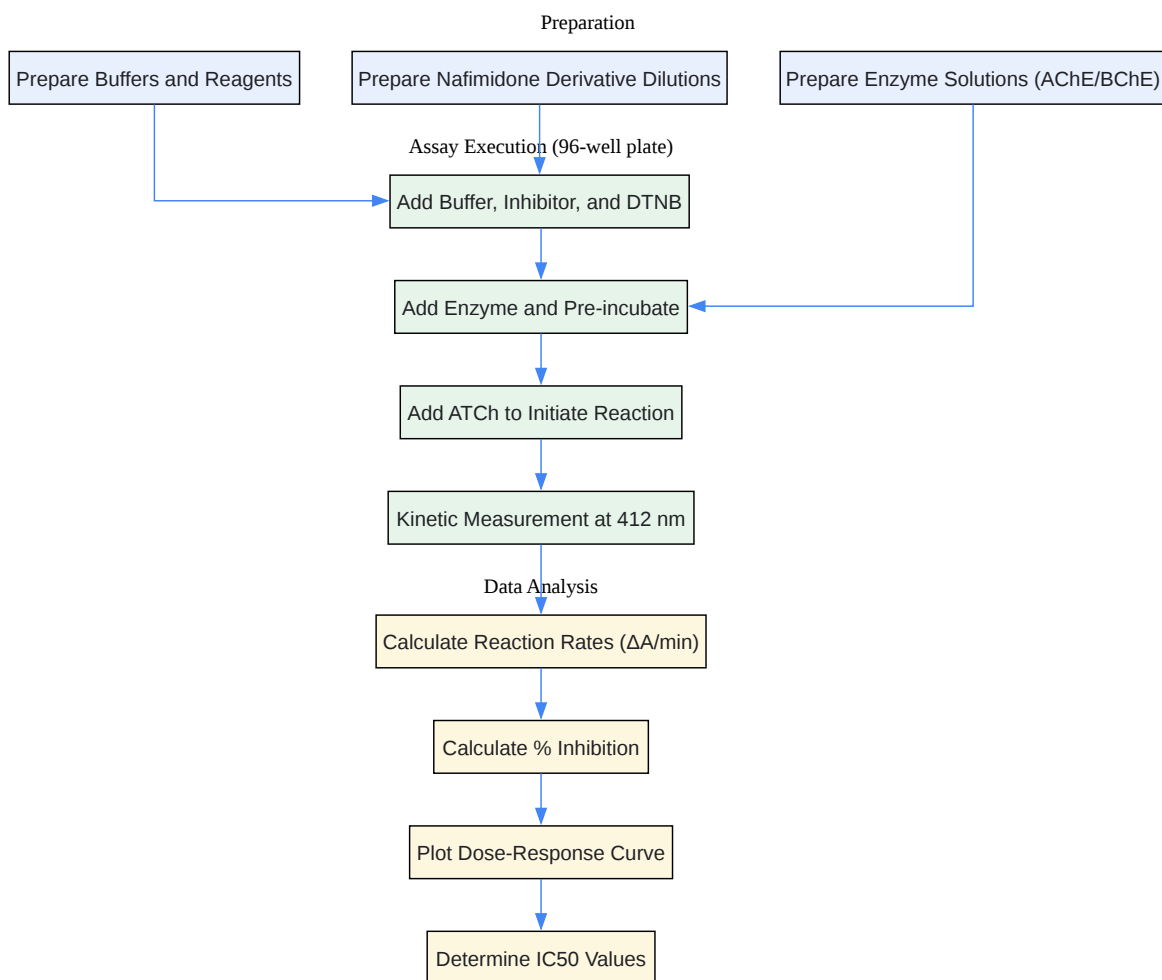 Preparation
Prepare Buffers and Reagents
Prepare Nafimidone Derivative Dilutions
Prepare Enzyme Solutions (AChE/BChE)
Assay Execution (96-well plate)
Add Buffer, Inhibitor, and DTNB
Add Enzyme and Pre-incubate
Add ATCh to Initiate Reaction
Kinetic Measurement at 412 nm
Data Analysis
Calculate Reaction Rates (ΔA/min)
Calculate % Inhibition
Plot Dose-Response Curve
Determine IC50 Values